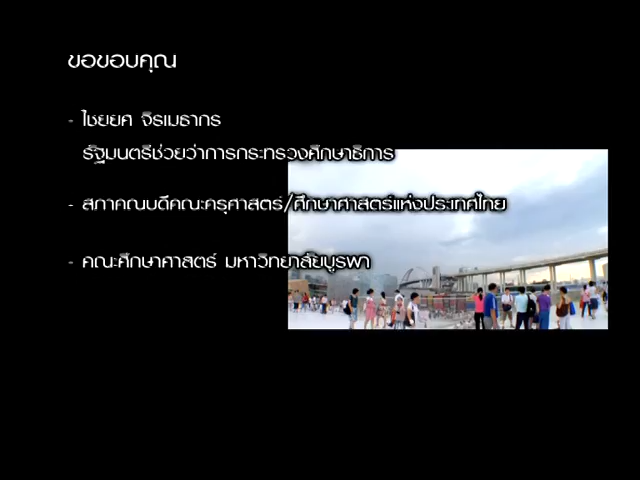 ขอขอบคุณ
- ไชยยศ จิรเมธากร
รัฐมนตรีช่วยว่าการกระทรวงศึกษาธิการ
- สภาคณบดีคณะครุศาสตร์/ศึกษาศาสตร์แห่งประเทศไทย
- คณะศึกษาศาสตร์ มหาวิทยาลัยบูรพา